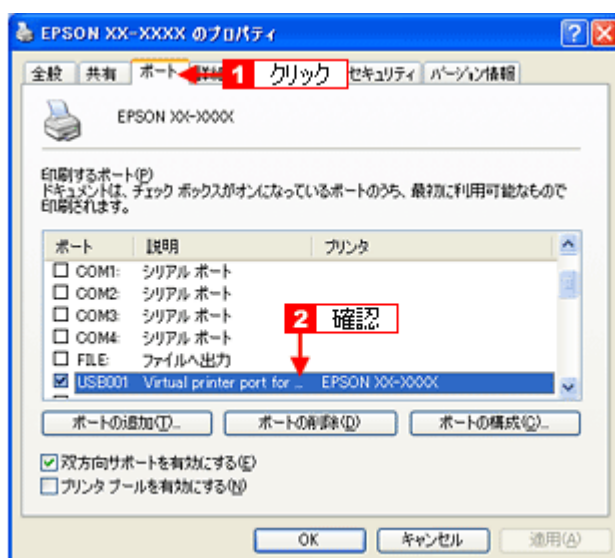 EPSON XX-XXXX のプロパティ
全般 共有 ポート 1 クリック セキュリティ バージョン情報
EPSON XX-XXXX
印刷するポート(P)
ドキュメントは、チェック ボックスがオンになっているポートのうち、最初に利用可能なもので
印刷されます。
ポート 説明 プリンタ
COM1: シリアル ポート
COM2: シリアル ポート
COM3: シリアル ポート
COM4: シリアル ポート
2 確認
FILE: ファイルへ出力
USB001 Virtual printer port for ... EPSON XX-XXXX
ポートの追加(T)... ポートの削除(D) ポートの構成(C)...
双方向サポートを有効にする(E)
プリンタ プールを有効にする(N)
OK キャンセル 適用(A)